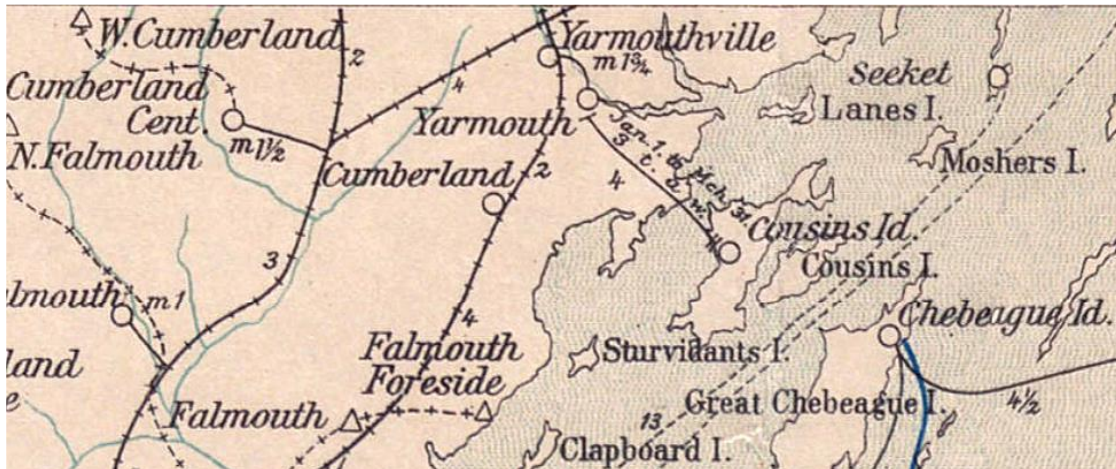 W. Cumberland
2
4
Yarmouthville
m 1¾
Seeket
Lanes I.
Cumberland
Cent.
m 1½
Yarmouth
Jan. 1. to Mch. 31.
3 t. a w.
4
N. Falmouth
Cumberland
2
Moshers I.
Cousins Id.
Cousins I.
3
almouth
m 1
4
Chebeague Id.
Falmouth
Foreside
Sturvidants I.
land
e
Falmouth
13
Great Chebeague I.
4½
Clapboard I.